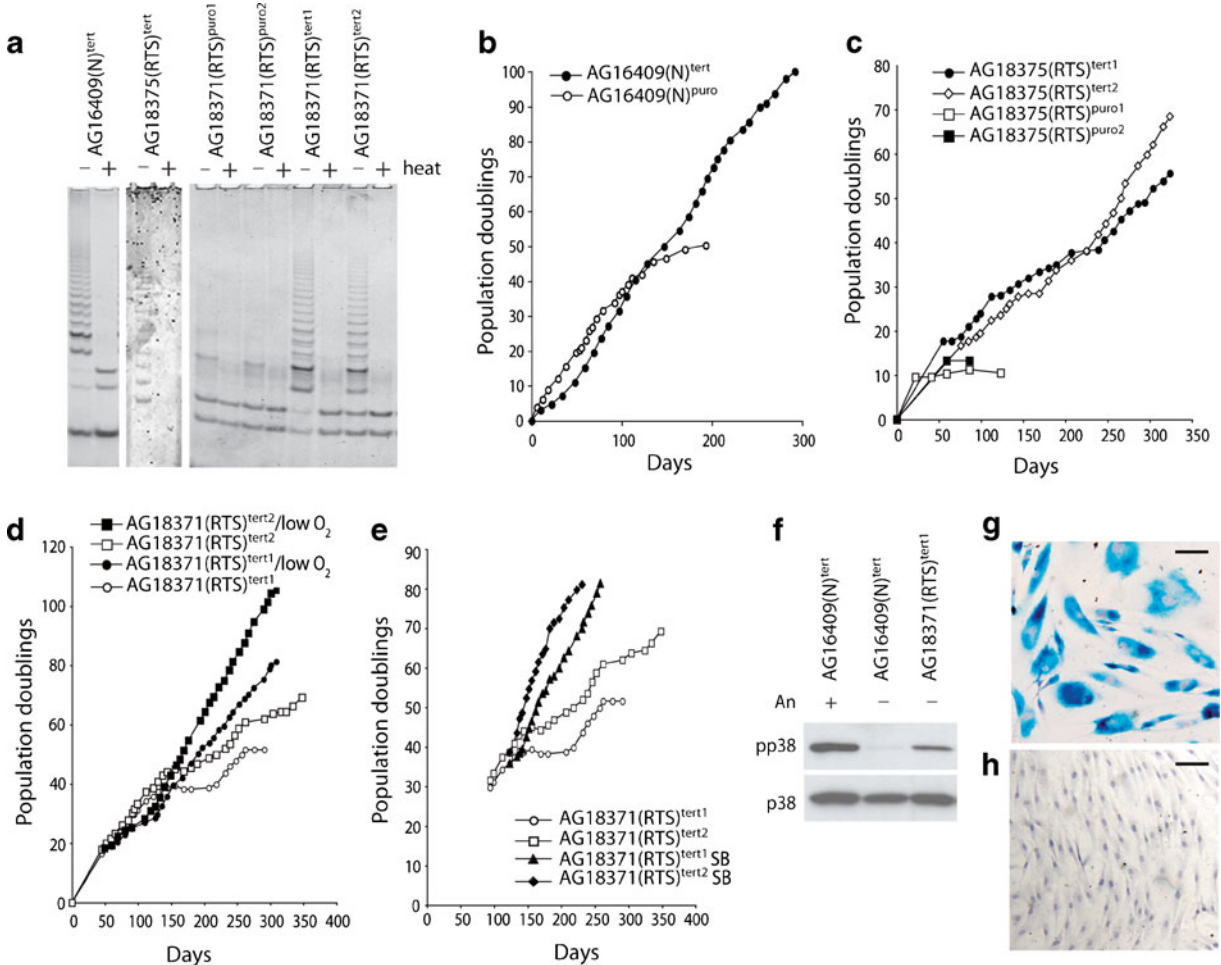 a
AG16409(N)tert
AG18375(RTS)tert
AG18371(RTS)puro1
AG18371(RTS)puro2
AG18371(RTS)tert1
AG18371(RTS)tert2
− + − + − + − + − + − + heat
b
AG16409(N)tert
AG16409(N)puro
Population doublings
100
90
80
70
60
50
40
30
20
10
0
0 100 200 300
Days
c
AG18375(RTS)tert1
AG18375(RTS)tert2
AG18375(RTS)puro1
AG18375(RTS)puro2
Population doublings
80
70
60
50
40
30
20
10
0
0 50 100 150 200 250 300 350
Days
d
AG18371(RTS)tert2/low O2
AG18371(RTS)tert2
AG18371(RTS)tert1/low O2
AG18371(RTS)tert1
Population doublings
120
100
80
60
40
20
0
0 50 100 150 200 250 300 350 400
Days
e
Population doublings
90
80
70
60
50
40
30
20
10
0
AG18371(RTS)tert1
AG18371(RTS)tert2
AG18371(RTS)tert1 SB
AG18371(RTS)tert2 SB
0 50 100 150 200 250 300 350 400
Days
f
AG16409(N)tert
AG16409(N)tert
AG18371(RTS)tert1
An + − −
pp38
p38
g
h